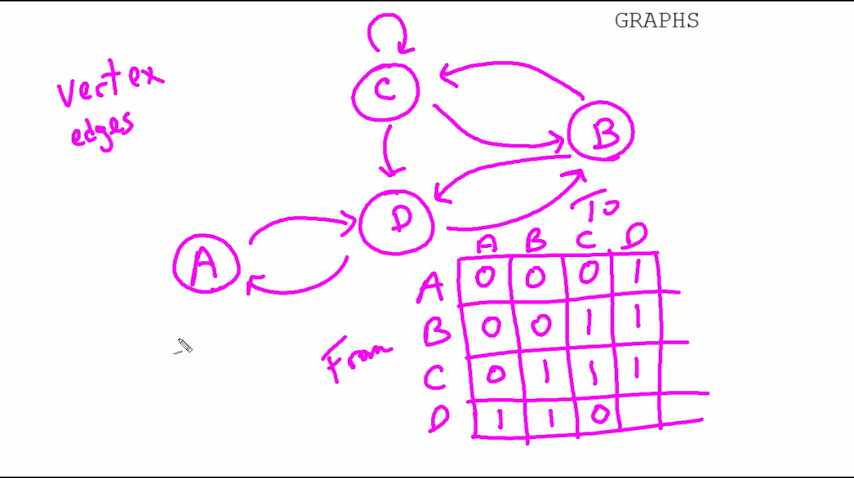 GRAPHS
vertex
edges
C
B
D
A
To
A B C D
A 0 0 0 1
B 0 0 1 1
From
C 0 1 1 1
D 1 1 0